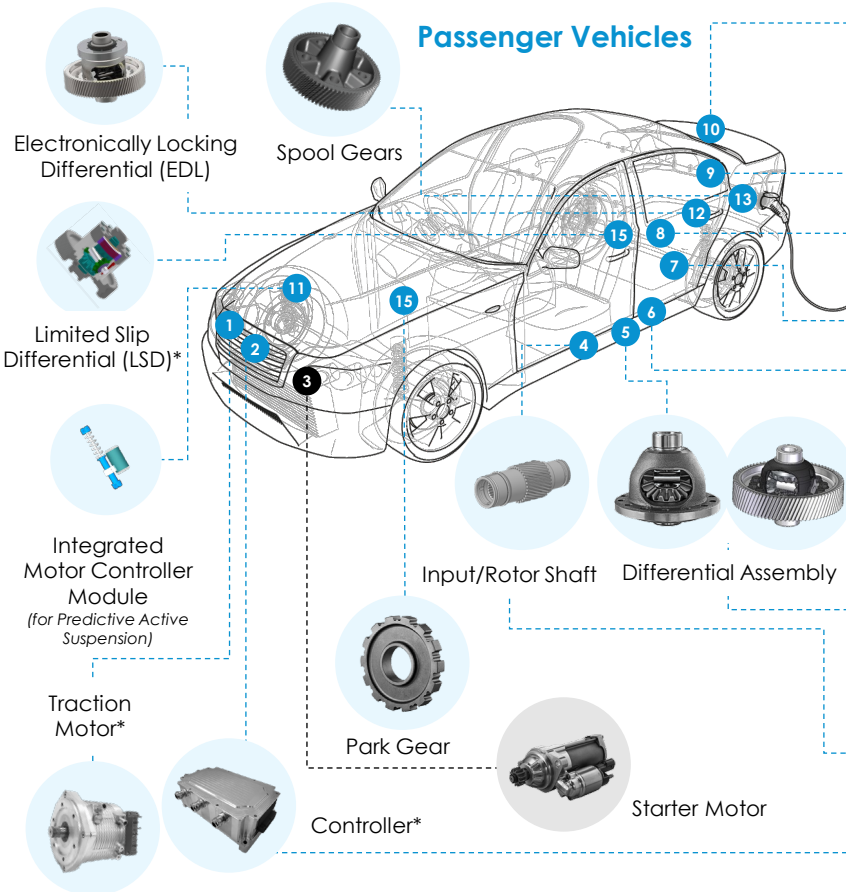 Passenger Vehicles
Electronically Locking
Differential (EDL)
Spool Gears
10
9
13
12
8
15
7
11
15
6
1
5
2
4
3
Limited Slip
Differential (LSD)*
Integrated
Motor Controller
Module
(for Predictive Active
Suspension)
Input/Rotor Shaft
Differential Assembly
Traction
Motor*
Park Gear
Controller*
Starter Motor